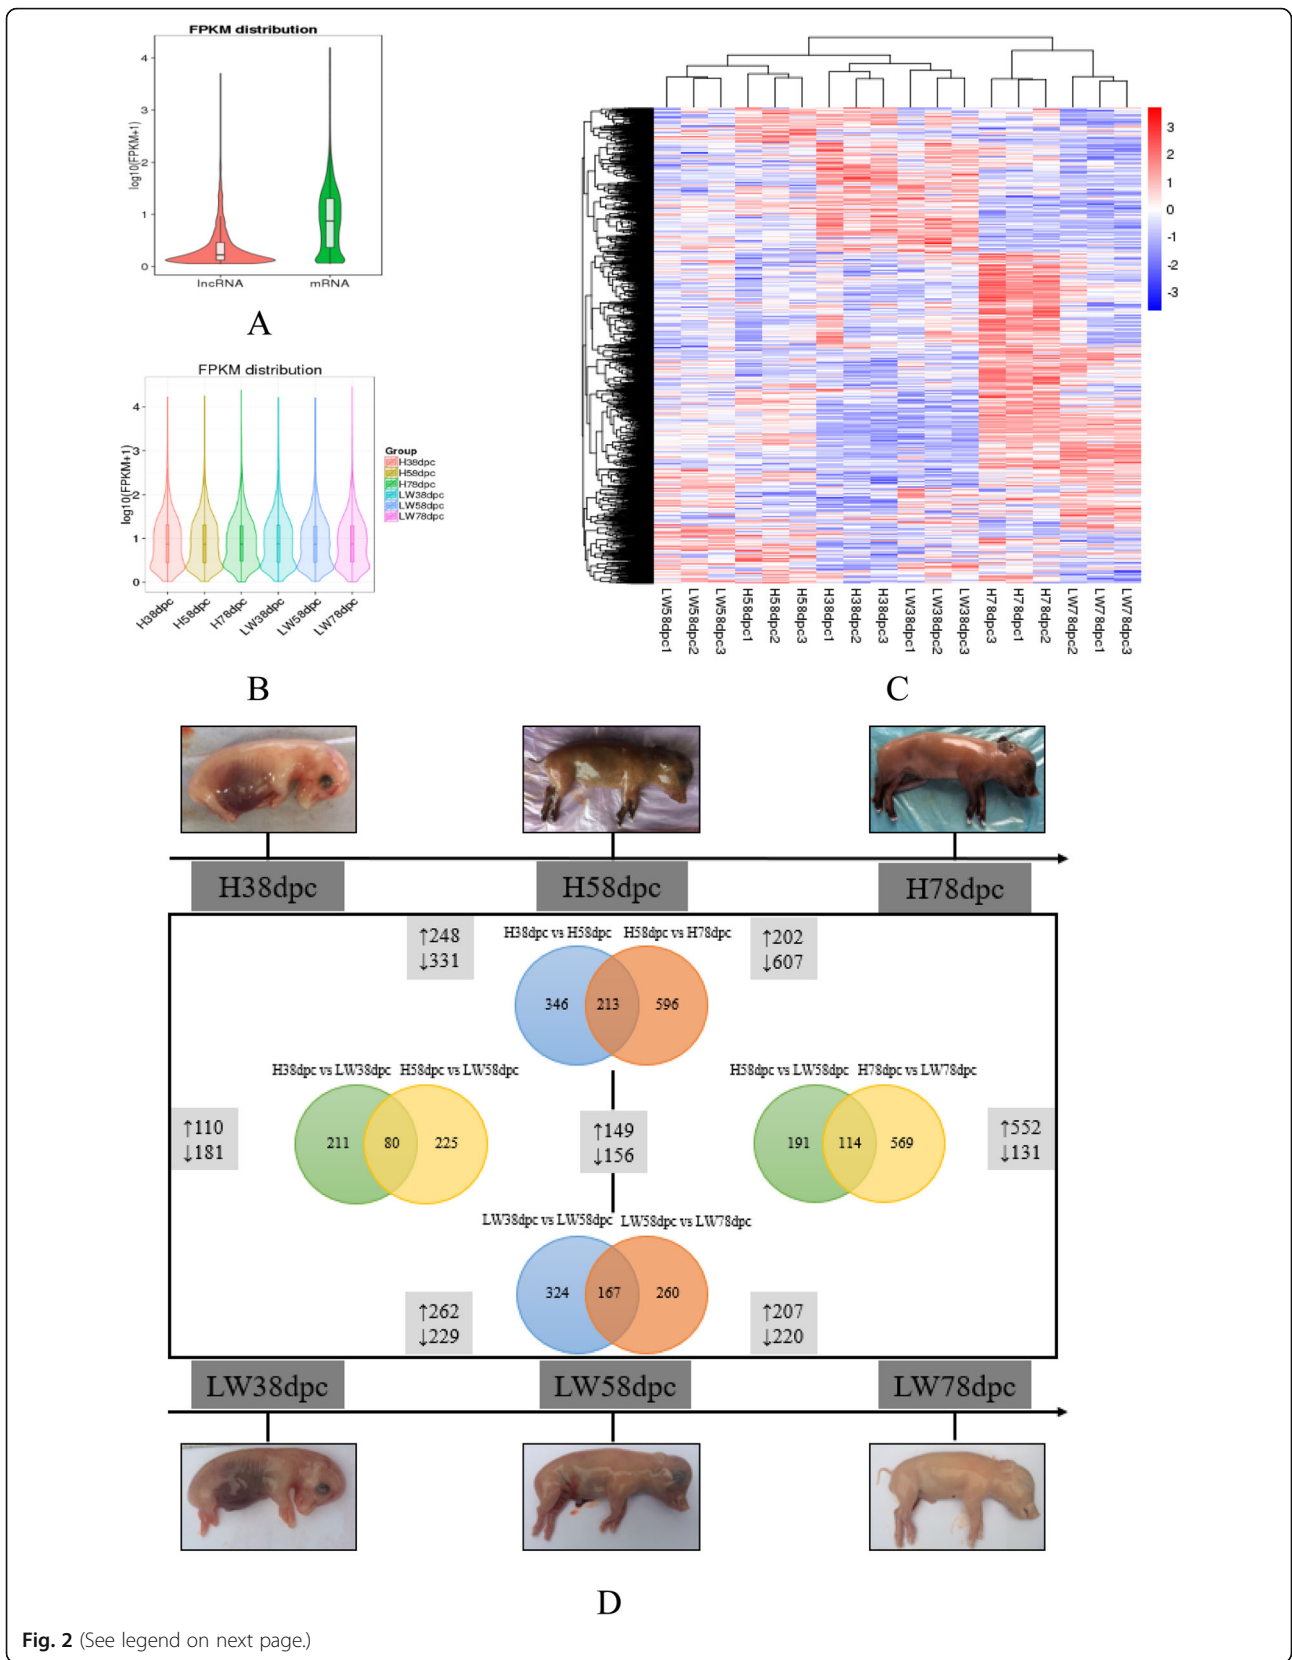 FPKM distribution
log10(FPKM+1)
4
3
2
1
0
lncRNA
mRNA
A
FPKM distribution
log10(FPKM+1)
4
3
2
1
0
H38dpc
H58dpc
H78dpc
LW38dpc
LW58dpc
LW78dpc
Group
H38dpc
H58dpc
H78dpc
LW38dpc
LW58dpc
LW78dpc
B
3
2
1
0
-1
-2
-3
LW58dpc1
LW58dpc2
LW58dpc3
H58dpc1
H58dpc2
H58dpc3
H38dpc1
H38dpc2
H38dpc3
LW38dpc1
LW38dpc2
LW38dpc3
H78dpc1
H78dpc1
H78dpc2
LW78dpc2
LW78dpc1
LW78dpc3
C
H38dpc
H58dpc
H78dpc
↑248
↓331
H38dpc vs H58dpc
H58dpc vs H78dpc
↑202
↓607
346
213
596
H38dpc vs LW38dpc
H58dpc vs LW58dpc
H58dpc vs LW58dpc
H78dpc vs LW78dpc
↑110
↓181
211
80
225
↑149
↓156
191
114
569
↑552
↓131
LW38dpc vs LW58dpc
LW58dpc vs LW78dpc
324
167
260
↑262
↓229
↑207
↓220
LW38dpc
LW58dpc
LW78dpc
D
Fig. 2 (See legend on next page.)